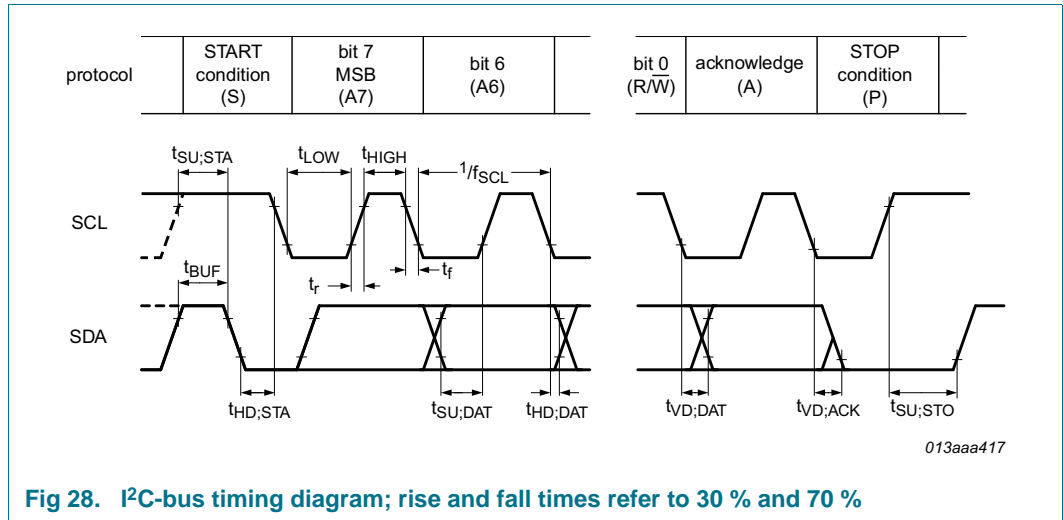 protocol
START
condition
(S)
bit 7
MSB
(A7)
bit 6
(A6)
bit 0
(R/W̅)
acknowledge
(A)
STOP
condition
(P)
tSU;STA
tLOW
tHIGH
1/fSCL
SCL
tBUF
tr
tf
SDA
tHD;STA
tSU;DAT
tHD;DAT
tVD;DAT
tVD;ACK
tSU;STO
013aaa417
Fig 28. I²C-bus timing diagram; rise and fall times refer to 30 % and 70 %